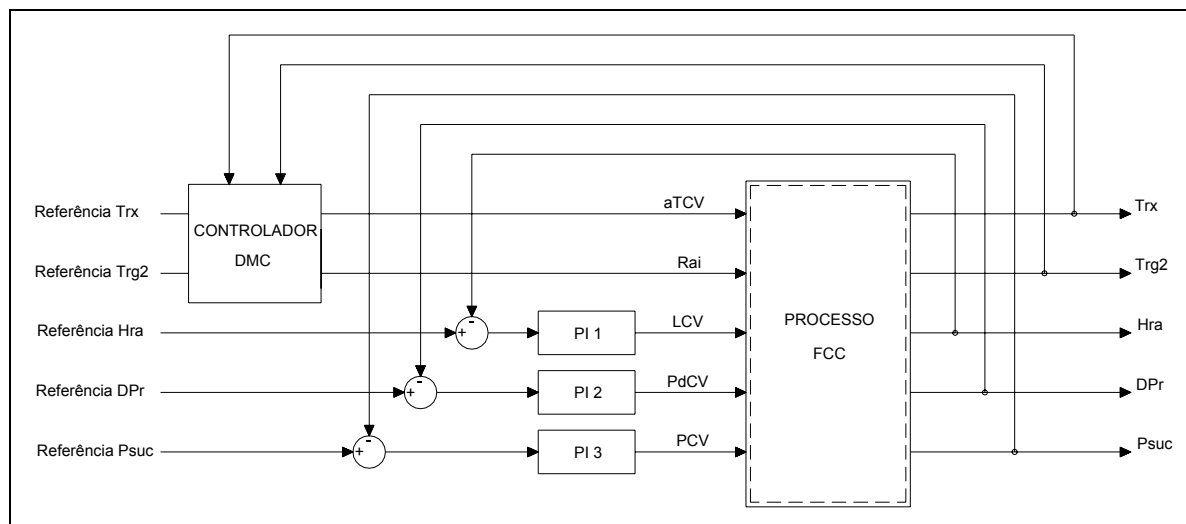 Referência Trx
Referência Trg2
Referência Hra
Referência DPr
Referência Psuc
CONTROLADOR
DMC
+ -
+ -
+ -
PI 1
PI 2
PI 3
aTCV
Rai
LCV
PdCV
PCV
PROCESSO
FCC
Trx
Trg2
Hra
DPr
Psuc